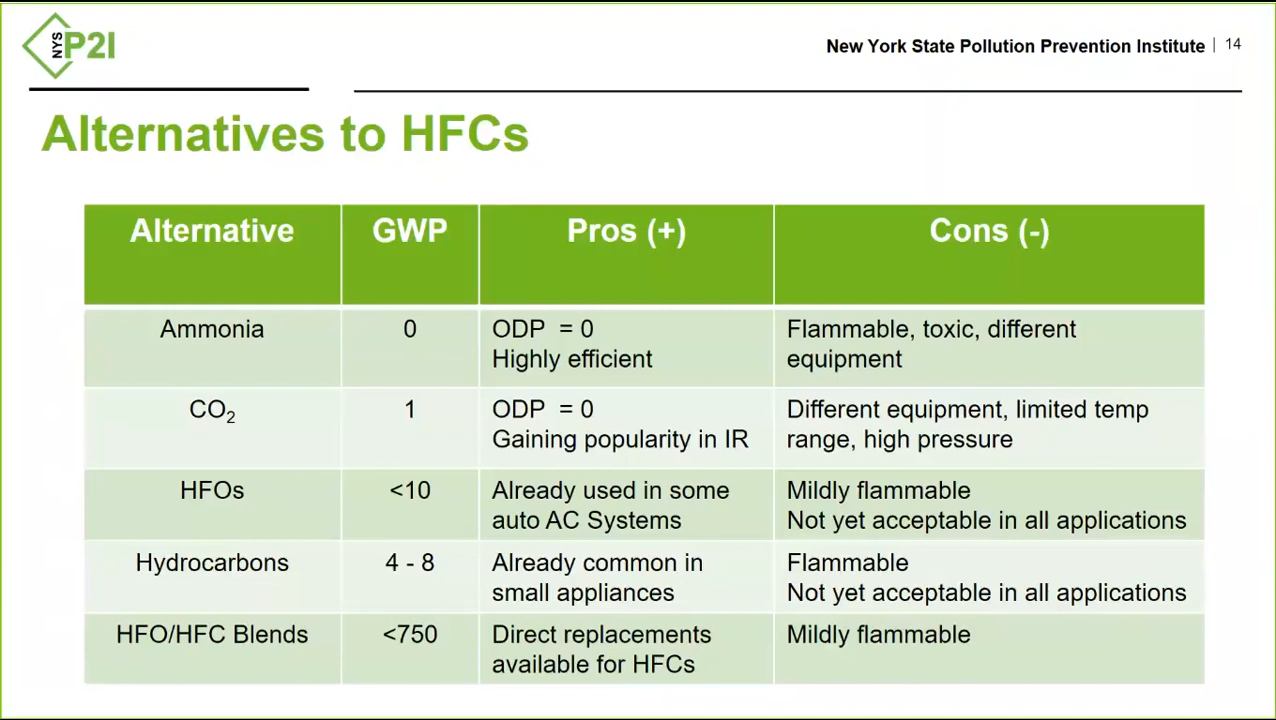 NYS
P2I
New York State Pollution Prevention Institute | 14
Alternatives to HFCs
Alternative GWP Pros (+) Cons (-)
Ammonia 0 ODP = 0 Flammable, toxic, different
Highly efficient equipment
CO₂ 1 ODP = 0 Different equipment, limited temp
Gaining popularity in IR range, high pressure
HFOs <10 Already used in some Mildly flammable
auto AC Systems Not yet acceptable in all applications
Hydrocarbons 4 - 8 Already common in Flammable
small appliances Not yet acceptable in all applications
HFO/HFC Blends <750 Direct replacements Mildly flammable
available for HFCs